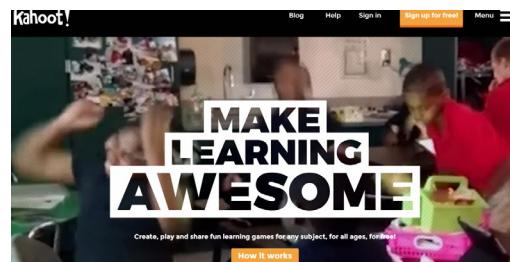 Kahoot!
Blog Help Sign in Sign up for free! Menu
MAKE
LEARNING
AWESOME
Create, play and share fun learning games for any subject, for all ages, for free!
How it works